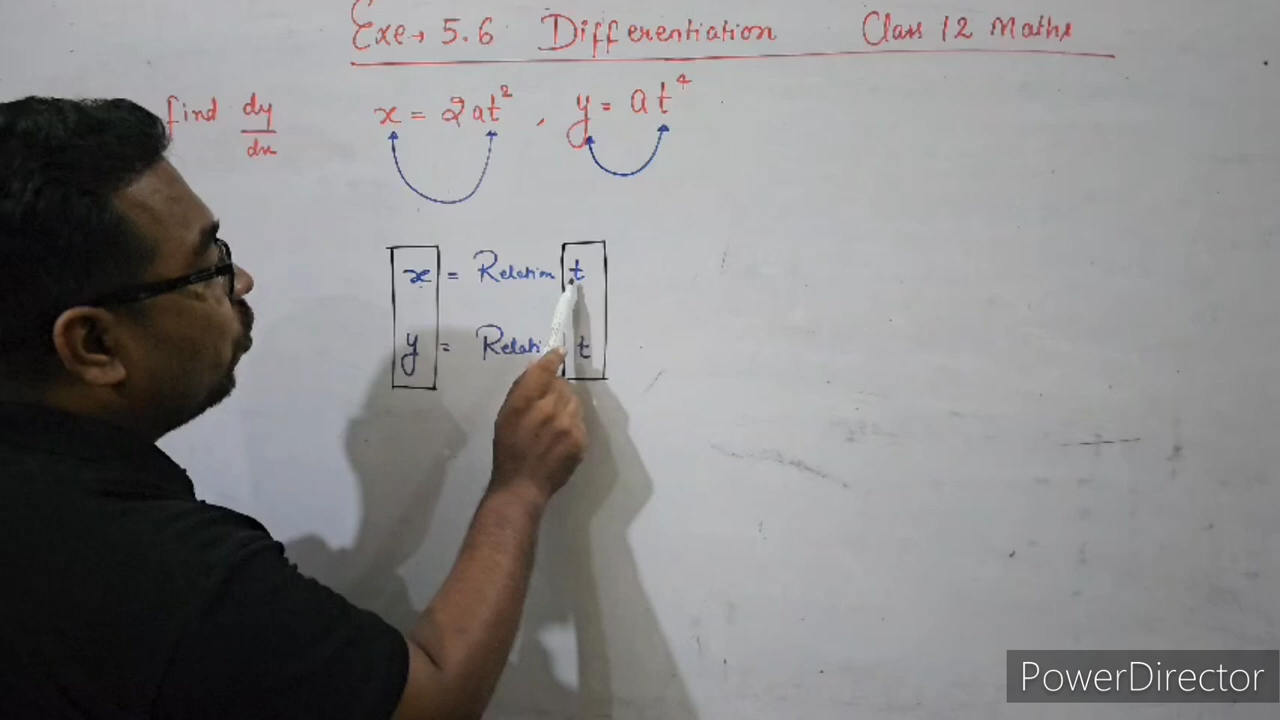 Exe→ 5.6 Differentiation Class 12 Maths
find dy/dx x = 2at², y = at⁴
x = Relation t
y = t
PowerDirector